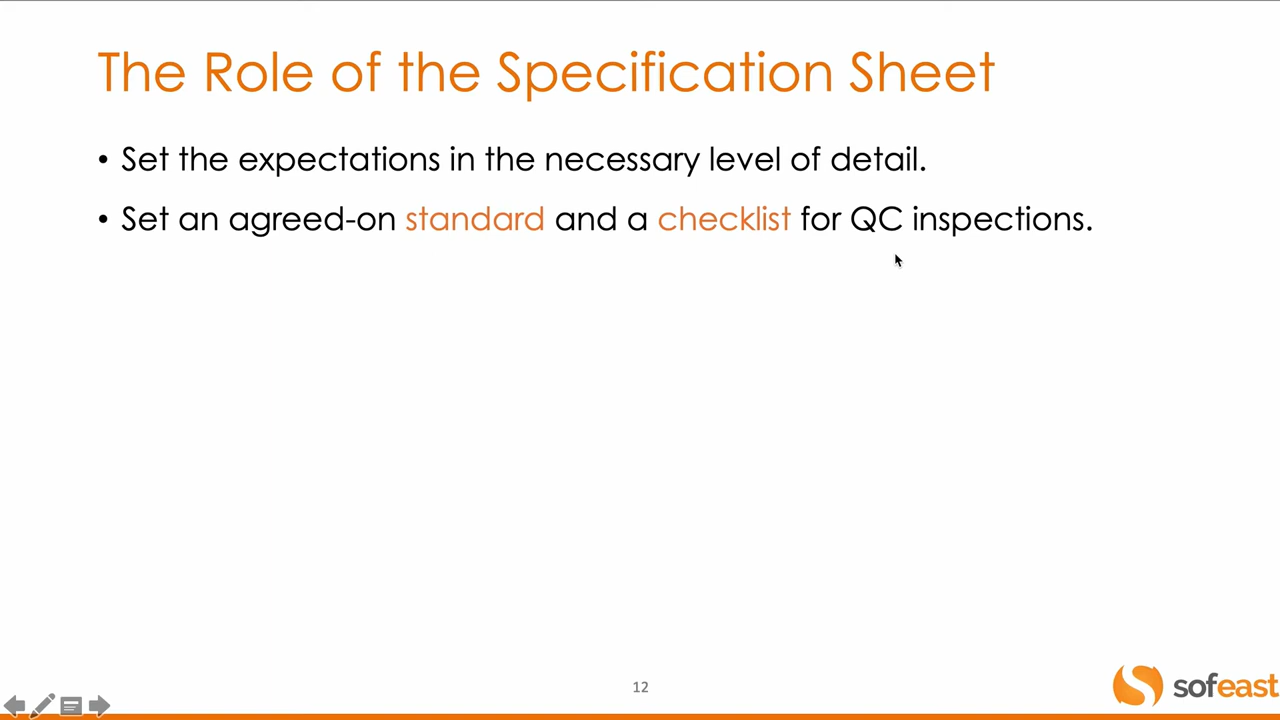 The Role of the Specification Sheet
• Set the expectations in the necessary level of detail.
• Set an agreed-on standard and a checklist for QC inspections.
12
sofeast